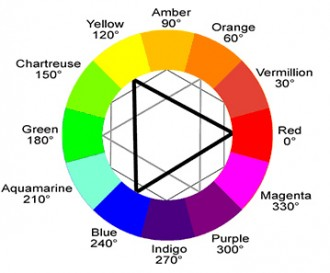 Amber
90°
Orange
60°
Vermillion
30°
Red
0°
Magenta
330°
Purple
300°
Indigo
270°
Blue
240°
Aquamarine
210°
Green
180°
Chartreuse
150°
Yellow
120°